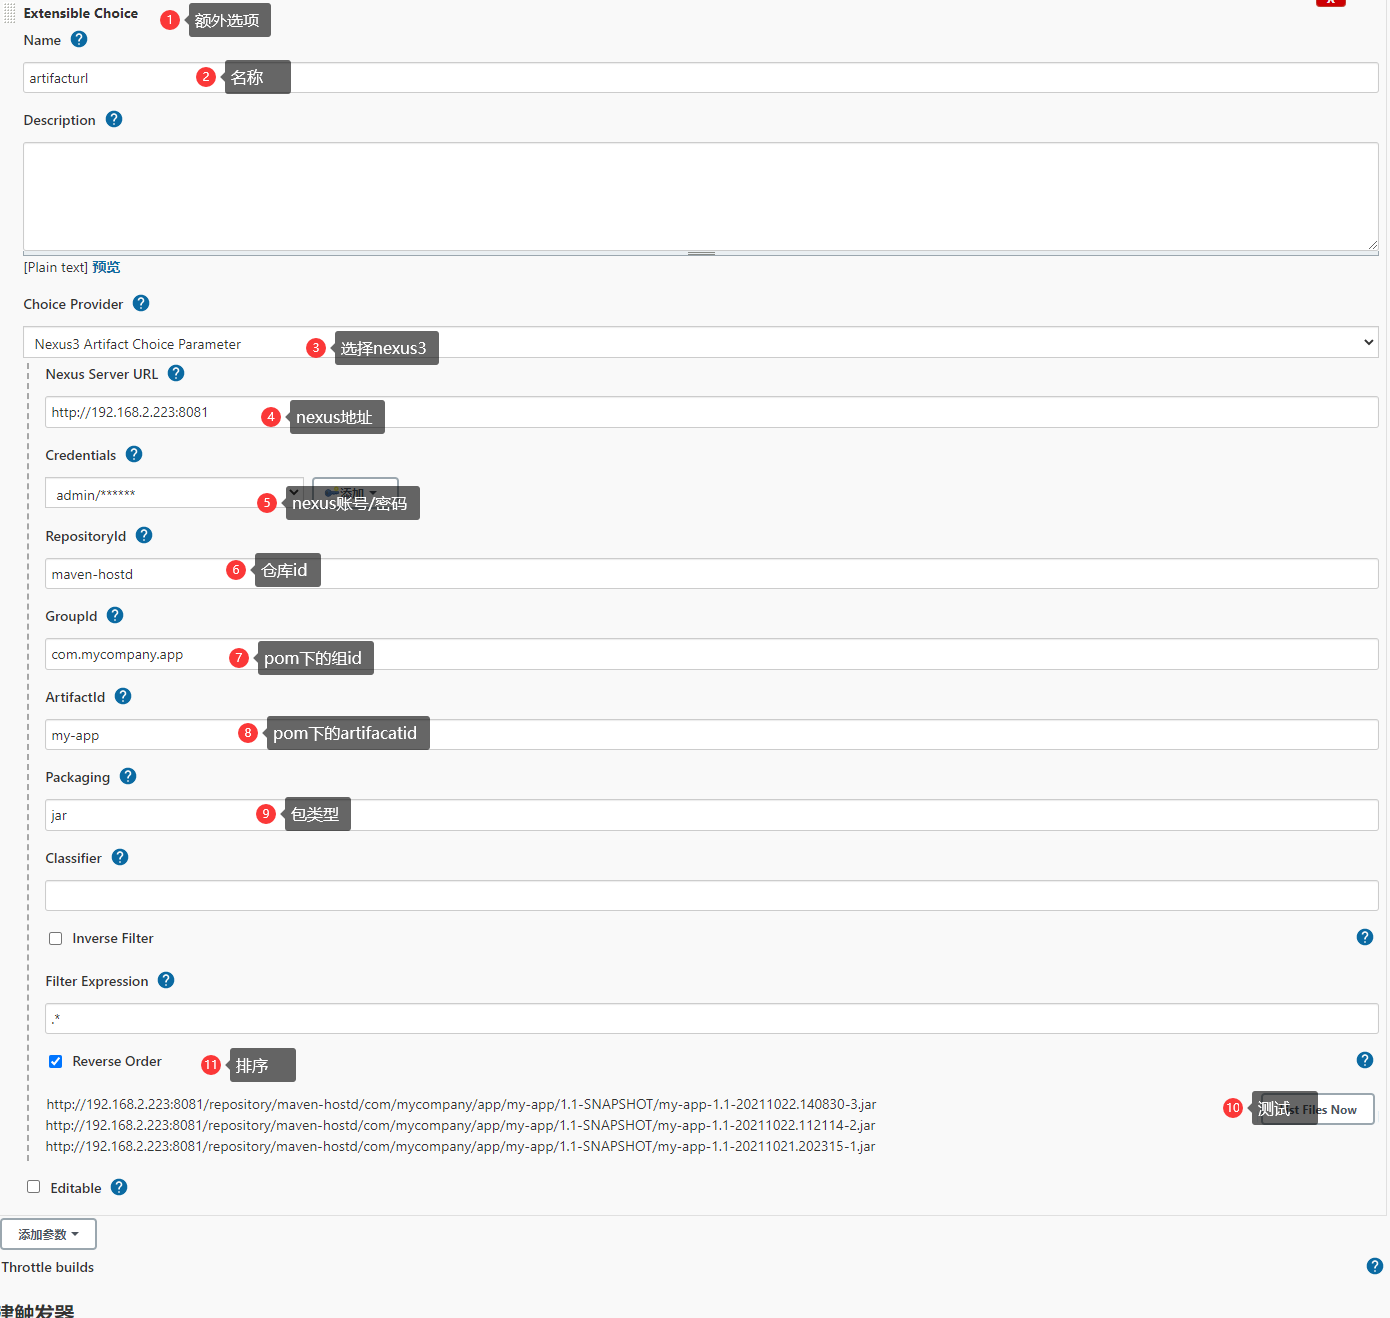 Extensible Choice
1 额外选项
x
Name ?
artifacturl
2 名称
Description ?
[Plain text] 预览
Choice Provider ?
Nexus3 Artifact Choice Parameter
3 选择nexus3
Nexus Server URL ?
http://192.168.2.223:8081
4 nexus地址
Credentials ?
admin/******
添加
5 nexus账号/密码
RepositoryId ?
maven-hostd
6 仓库id
GroupId ?
com.mycompany.app
7 pom下的组id
ArtifactId ?
my-app
8 pom下的artifacatid
Packaging ?
jar
9 包类型
Classifier ?
Inverse Filter ?
Filter Expression ?
.*
Reverse Order ?
11 排序
http://192.168.2.223:8081/repository/maven-hostd/com/mycompany/app/my-app/1.1-SNAPSHOT/my-app-1.1-20211022.140830-3.jar
10 测试 Files Now
http://192.168.2.223:8081/repository/maven-hostd/com/mycompany/app/my-app/1.1-SNAPSHOT/my-app-1.1-20211022.112114-2.jar
http://192.168.2.223:8081/repository/maven-hostd/com/mycompany/app/my-app/1.1-SNAPSHOT/my-app-1.1-20211021.202315-1.jar
Editable ?
添加参数
Throttle builds ?
建触发器